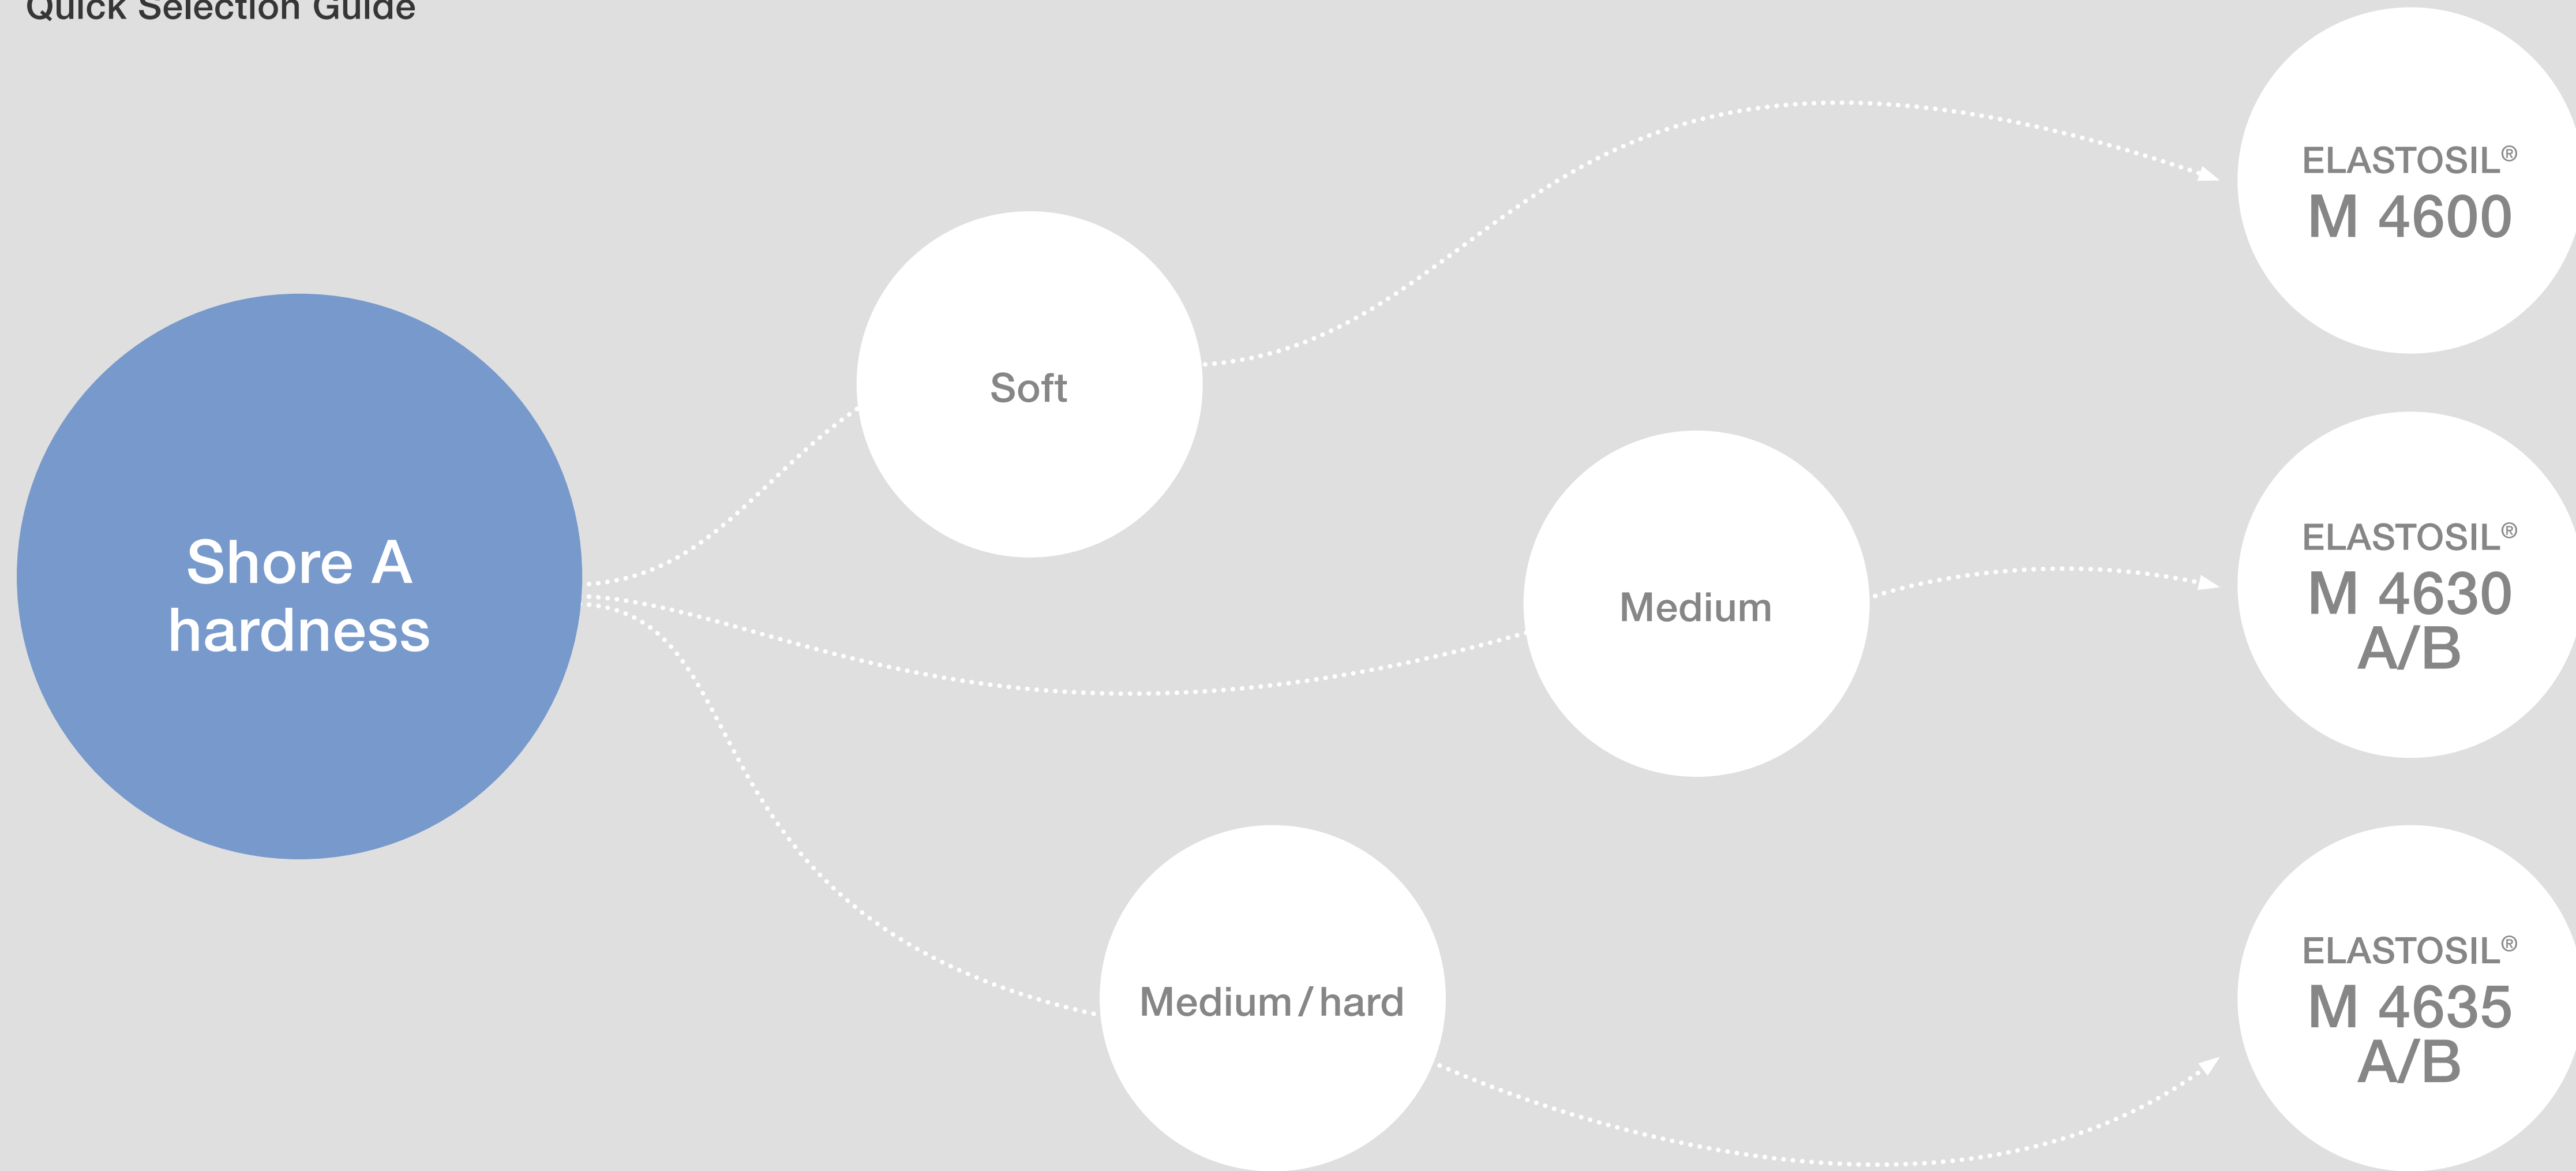 Quick Selection Guide
Shore A
hardness
Soft
Medium
Medium / hard
ELASTOSIL®
M 4600
ELASTOSIL®
M 4630
A/B
ELASTOSIL®
M 4635
A/B